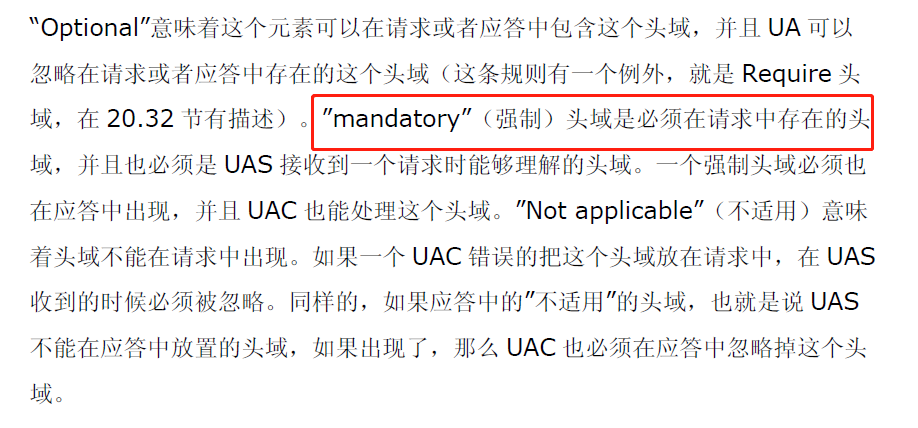 “Optional”意味着这个元素可以在请求或者应答中包含这个头域，并且 UA 可以
忽略在请求或者应答中存在的这个头域（这条规则有一个例外，就是 Require 头
域，在 20.32 节有描述）。”mandatory”（强制）头域是必须在请求中存在的头
域，并且也必须是 UAS 接收到一个请求时能够理解的头域。一个强制头域必须也
在应答中出现，并且 UAC 也能处理这个头域。”Not applicable”（不适用）意味
着头域不能在请求中出现。如果一个 UAC 错误的把这个头域放在请求中，在 UAS
收到的时候必须被忽略。同样的，如果应答中的”不适用”的头域，也就是说 UAS
不能在应答中放置的头域，如果出现了，那么 UAC 也必须在应答中忽略掉这个头
域。